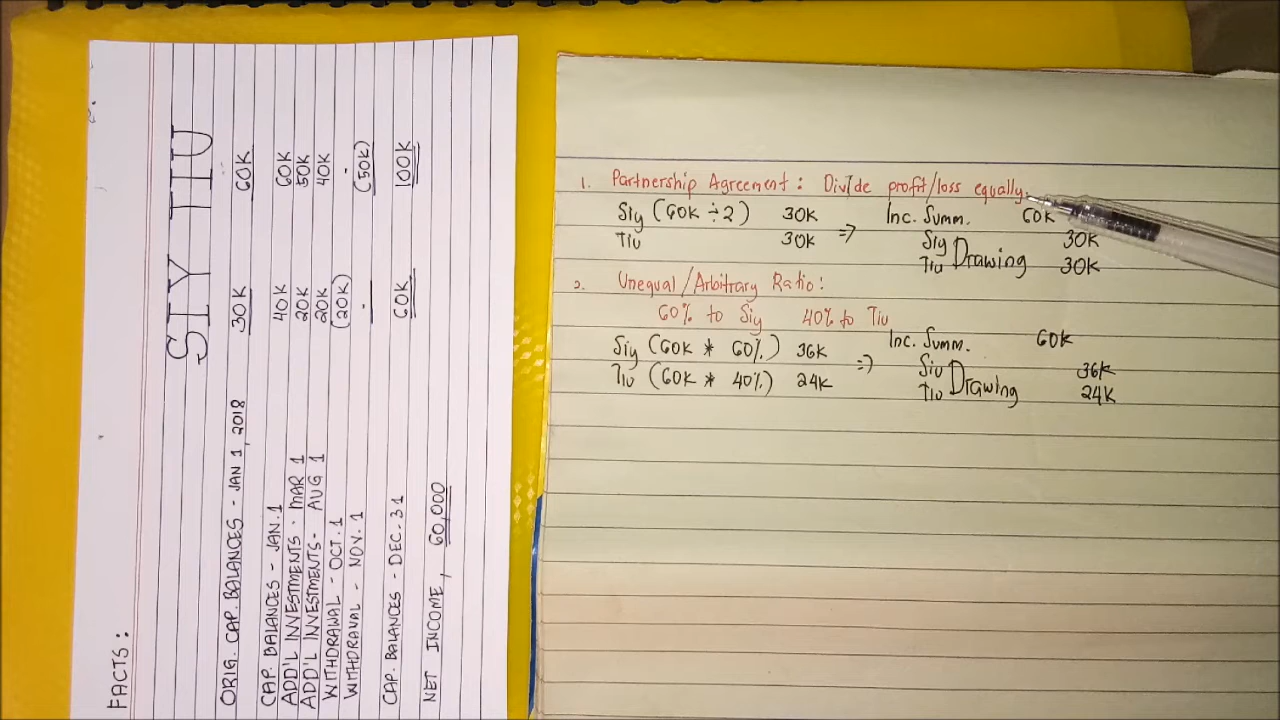 FACTS:
SIY TIU
ORIG. CAP. BALANCES - JAN 1, 2018 30K 60K
CAP. BALANCES - JAN. 1 40K 60K
ADD'L INVESTMENTS - MAR 1 20K 50K
ADD'L INVESTMENTS - AUG 1 20K 40K
WITHDRAWAL - OCT. 1 (20K) -
WITHDRAWAL - NOV. 1 - (50K)
CAP. BALANCES - DEC. 31 60K 100K
NET INCOME, 60,000
1. Partnership Agreement: Divide profit/loss equally.
Siy (60K ÷ 2) 30K => Inc. Summ. 60K
Tiu 30K Siy Drawing 30K
Tiu 30K
2. Unequal/Arbitrary Ratio:
60% to Siy 40% to Tiu
Siy (60K * 60%) 36K => Inc. Summ. 60K
Tiu (60K * 40%) 24K Siy Drawing 36K
Tiu 24K